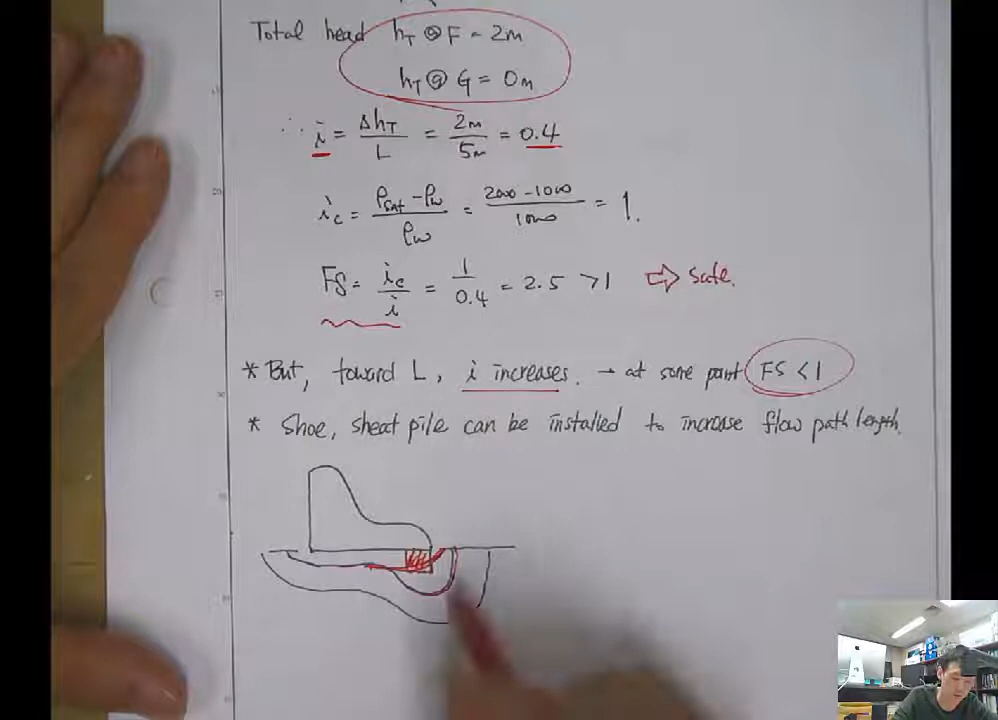 Total head hT @ F = 2m
hT @ G = 0m
∴ i = ΔhT / L = 2m / 5m = 0.4
ic = ρsat - ρw / ρw = 2000 - 1000 / 1000 = 1.
FS = ic / i = 1 / 0.4 = 2.5 > 1 ⇨ safe.
* But, toward L, i increases. → at some point FS < 1
* Shoe, sheat pile can be installed to increase flow path length.